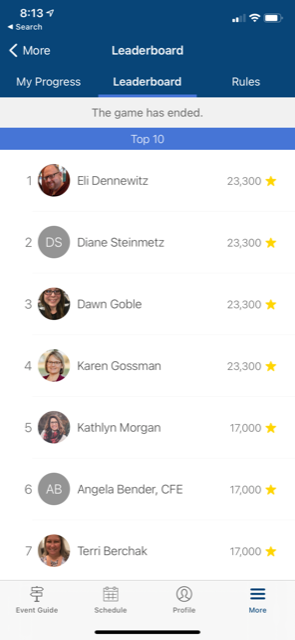 8:13
Search
More
Leaderboard
My Progress Leaderboard Rules
The game has ended.
Top 10
1 Eli Dennewitz 23,300
2 DS Diane Steinmetz 23,300
3 Dawn Goble 23,300
4 Karen Gossman 23,300
5 Kathlyn Morgan 17,000
6 AB Angela Bender, CFE 17,000
7 Terri Berchak 17,000
Event Guide Schedule Profile More